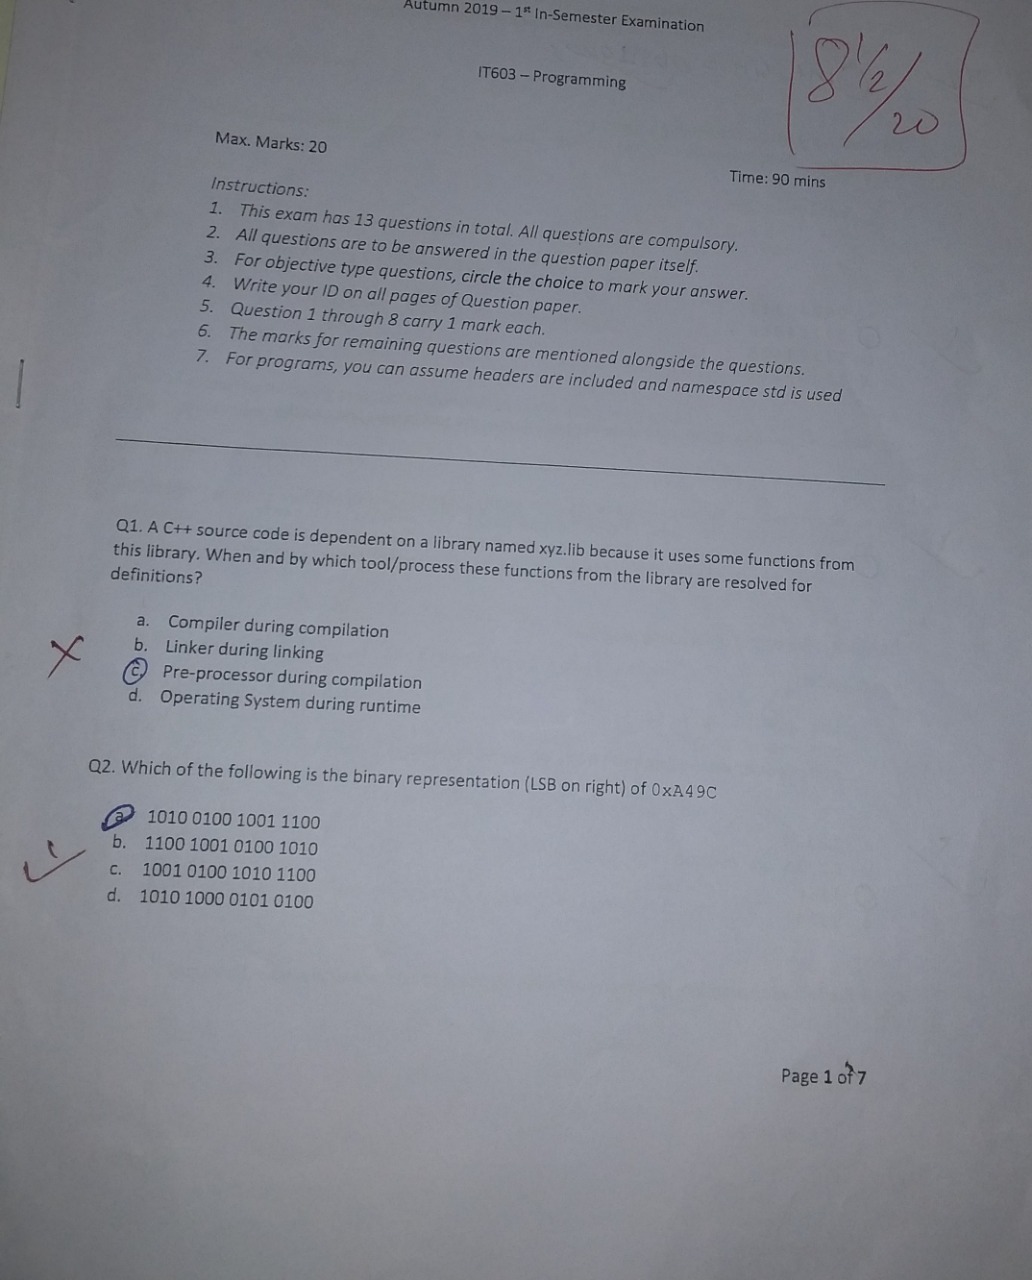 Autumn 2019 – 1st In-Semester Examination
8 1/2/20
IT603 – Programming
Max. Marks: 20
Time: 90 mins
Instructions:
1. This exam has 13 questions in total. All questions are compulsory.
2. All questions are to be answered in the question paper itself.
3. For objective type questions, circle the choice to mark your answer.
4. Write your ID on all pages of Question paper.
5. Question 1 through 8 carry 1 mark each.
6. The marks for remaining questions are mentioned alongside the questions.
7. For programs, you can assume headers are included and namespace std is used
Q1. A C++ source code is dependent on a library named xyz.lib because it uses some functions from
this library. When and by which tool/process these functions from the library are resolved for
definitions?
a. Compiler during compilation
b. Linker during linking
c. Pre-processor during compilation
d. Operating System during runtime
Q2. Which of the following is the binary representation (LSB on right) of 0xA49C
a. 1010 0100 1001 1100
b. 1100 1001 0100 1010
c. 1001 0100 1010 1100
d. 1010 1000 0101 0100
1
Page 1 of 7